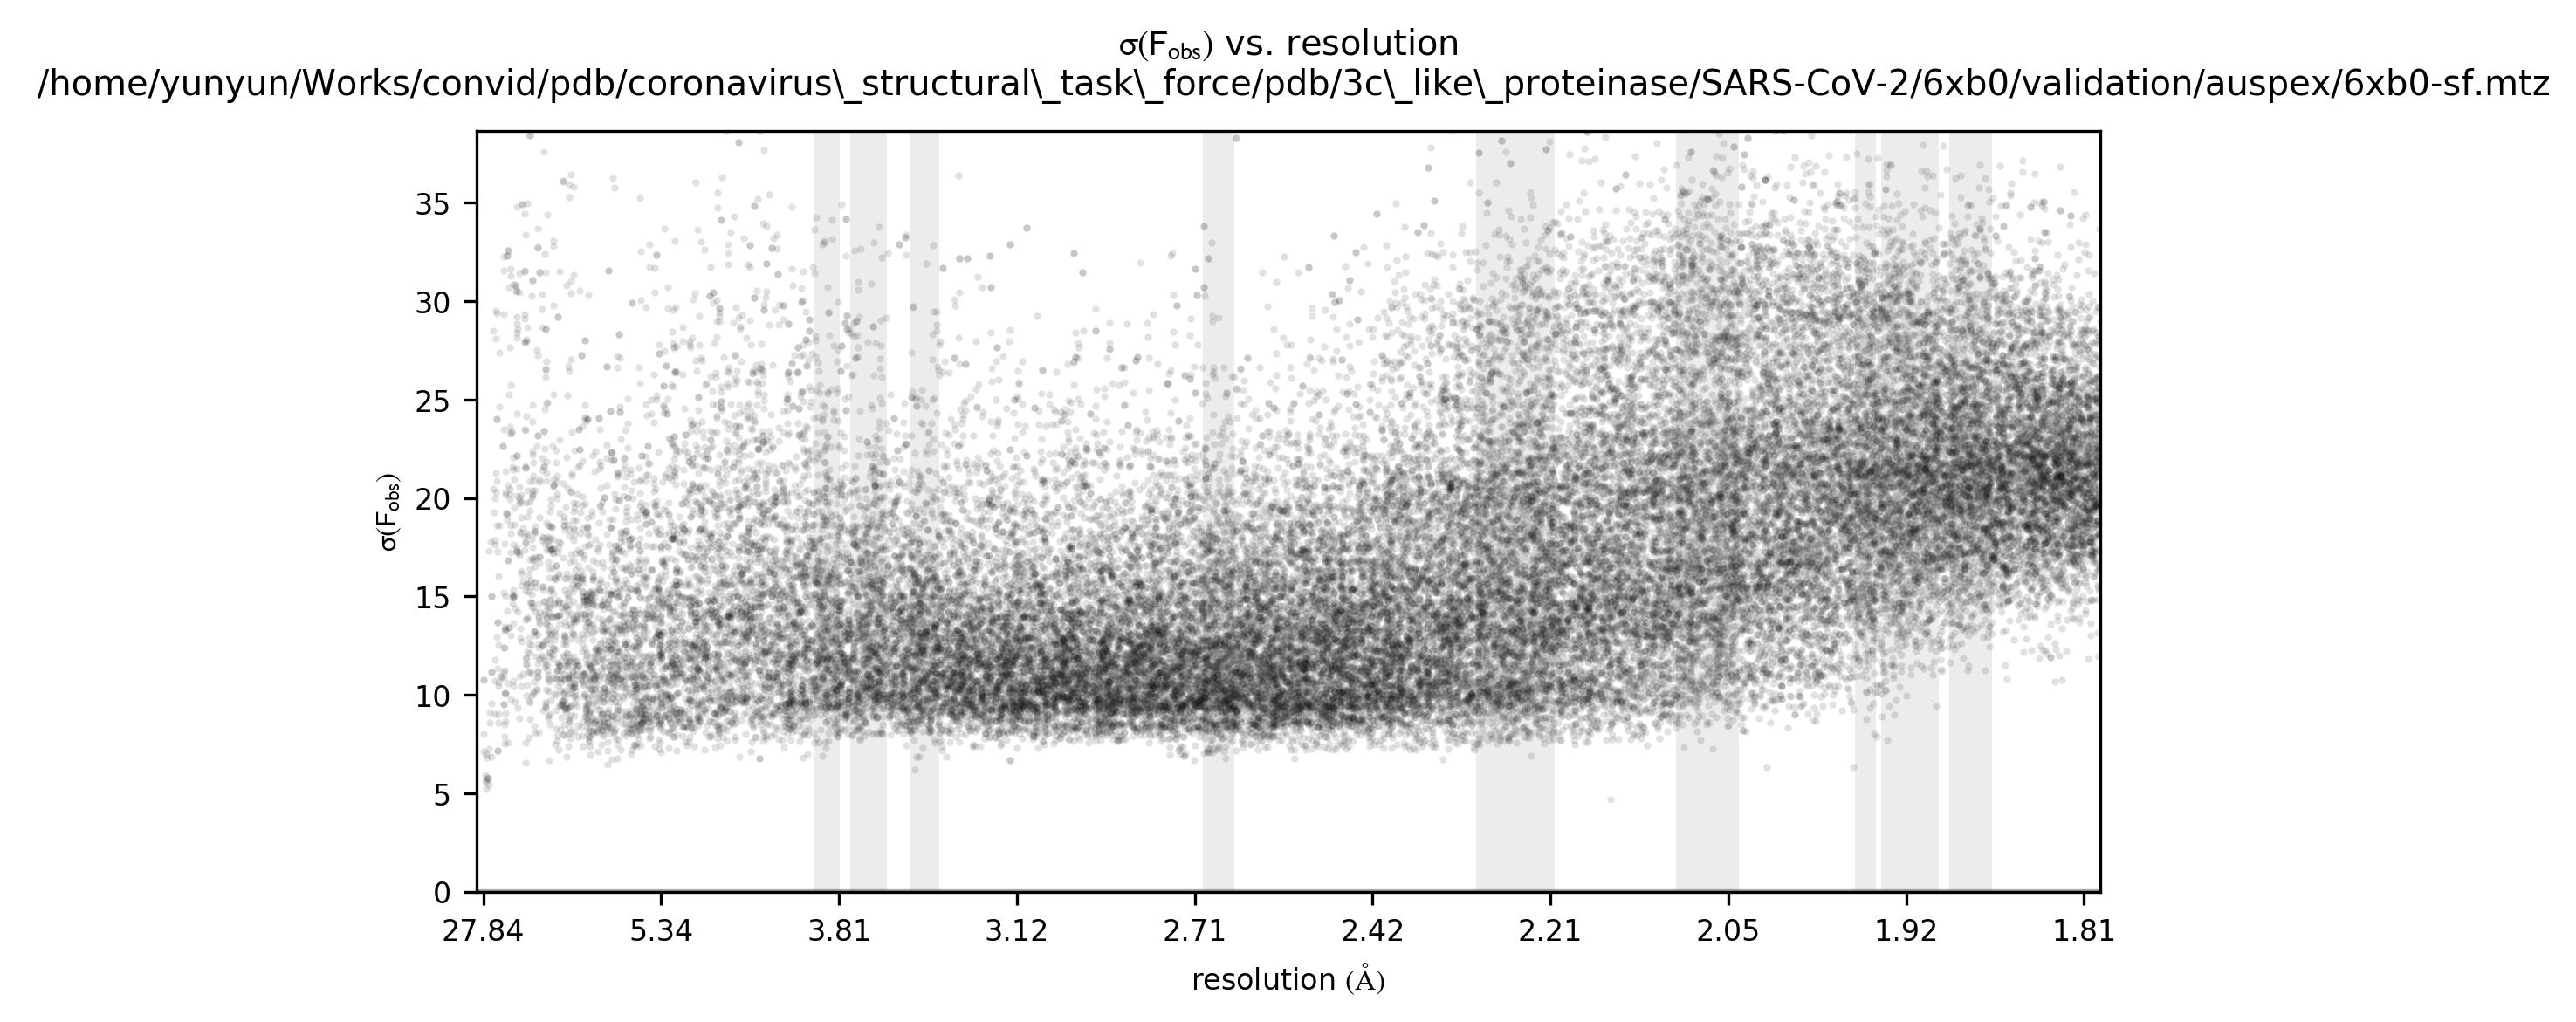 σ(Fobs) vs. resolution
/home/yunyun/Works/convid/pdb/coronavirus\_structural\_task\_force/pdb/3c\_like\_proteinase/SARS-CoV-2/6xb0/validation/auspex/6xb0-sf.mtz
35
30
25
20
15
10
5
0
σ(Fobs)
27.84 5.34 3.81 3.12 2.71 2.42 2.21 2.05 1.92 1.81
resolution (Å)